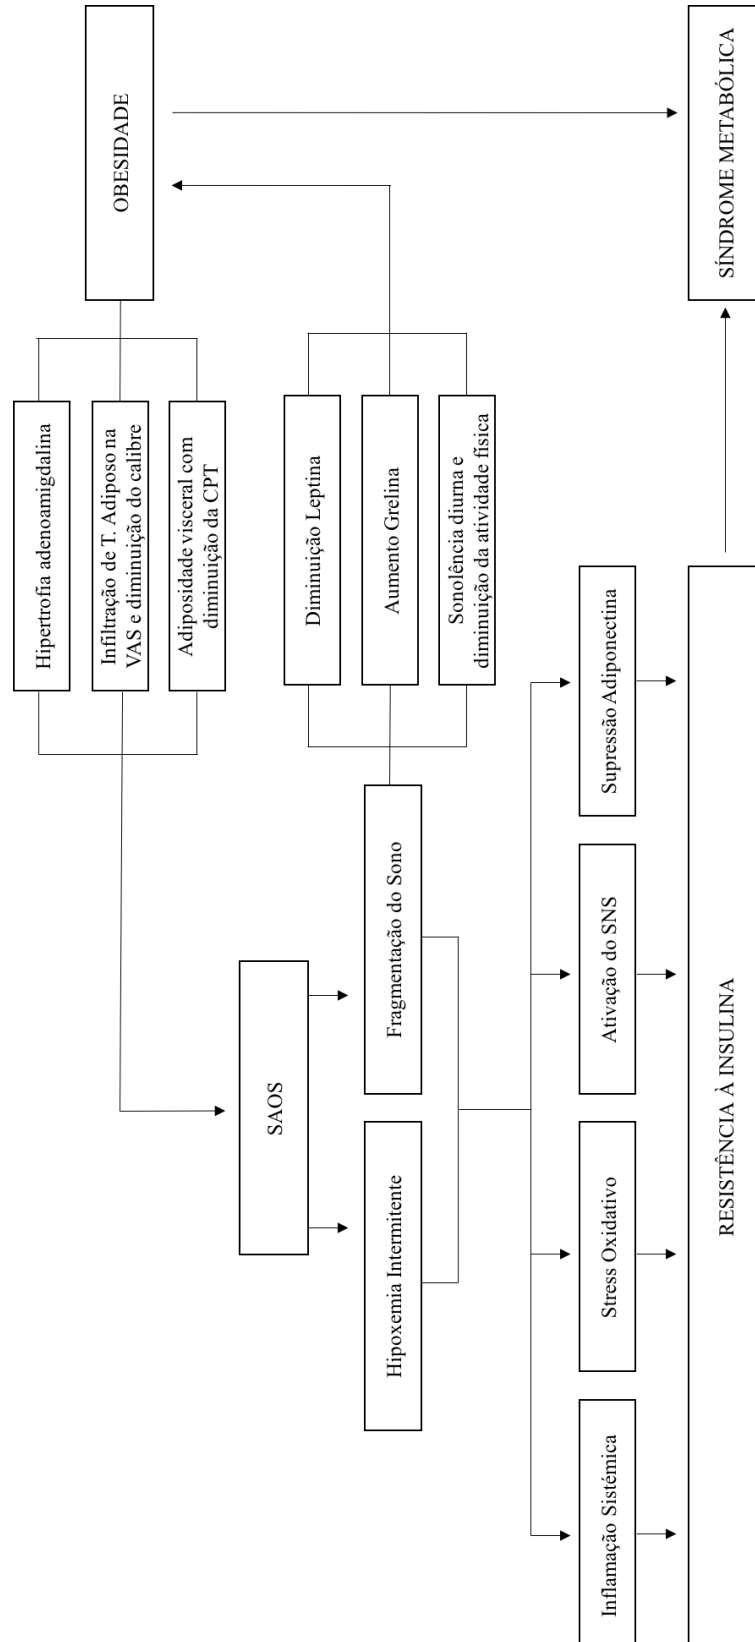 OBESIDADE
SÍNDROME METABÓLICA
Hipertrofia adenoamigdalina
Infiltração de T. Adiposo na
VAS e diminuição do calibre
Adiposidade visceral com
diminuição da CPT
Diminuição Leptina
Aumento Grelina
Sonolência diurna e
diminuição da atividade física
SAOS
Hipoxemia Intermitente
Fragmentação do Sono
Inflamação Sistémica
Stress Oxidativo
Ativação do SNS
Supressão Adiponectina
RESISTÊNCIA À INSULINA